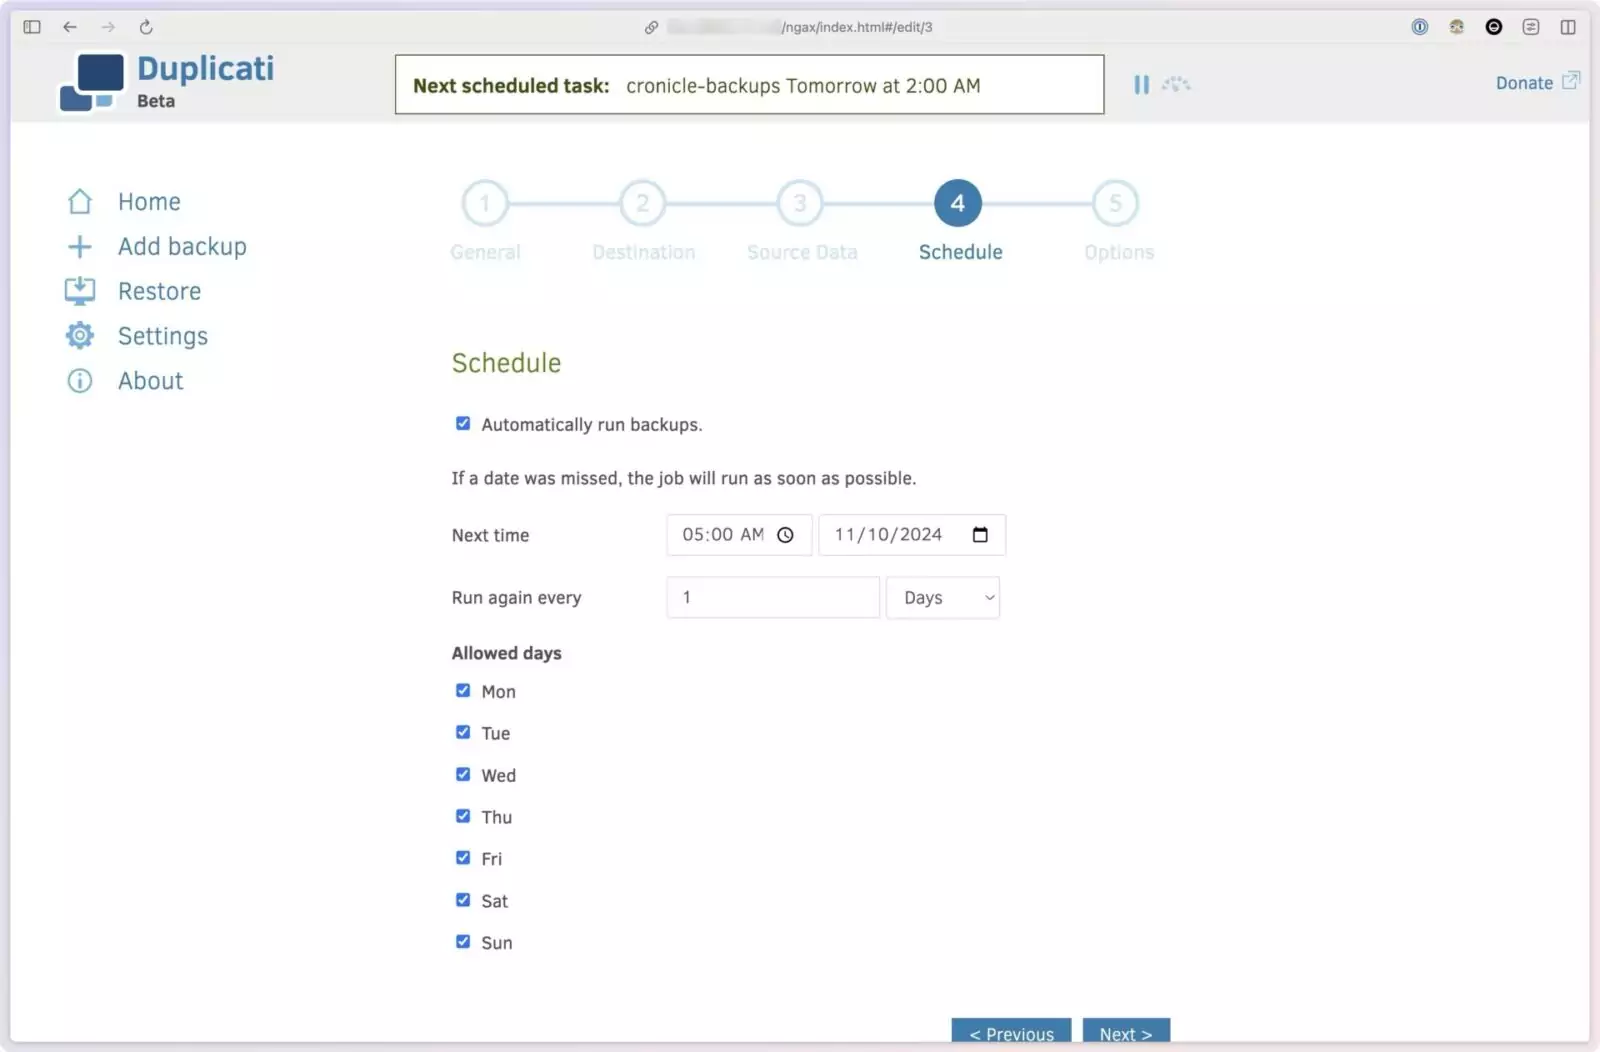 /ngax/index.html#/edit/3
Duplicati
Beta
Next scheduled task: cronicle-backups Tomorrow at 2:00 AM
Donate
Home
Add backup
Restore
Settings
About
1 2 3 4 5
General Destination Source Data Schedule Options
Schedule
Automatically run backups.
If a date was missed, the job will run as soon as possible.
Next time 05:00 AM 11/10/2024
Run again every 1 Days
Allowed days
Mon
Tue
Wed
Thu
Fri
Sat
Sun
< Previous Next >